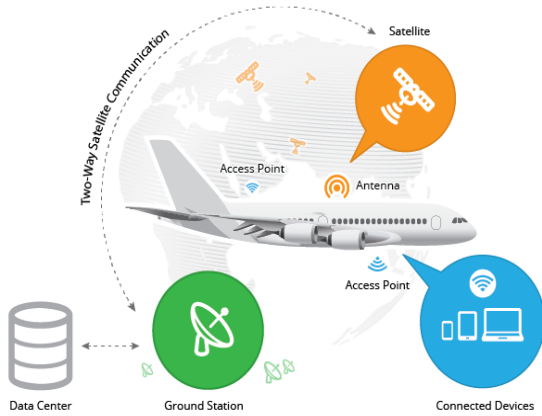 Satellite
Two-Way Satellite Communication
Access Point
Antenna
Access Point
Data Center
Ground Station
Connected Devices